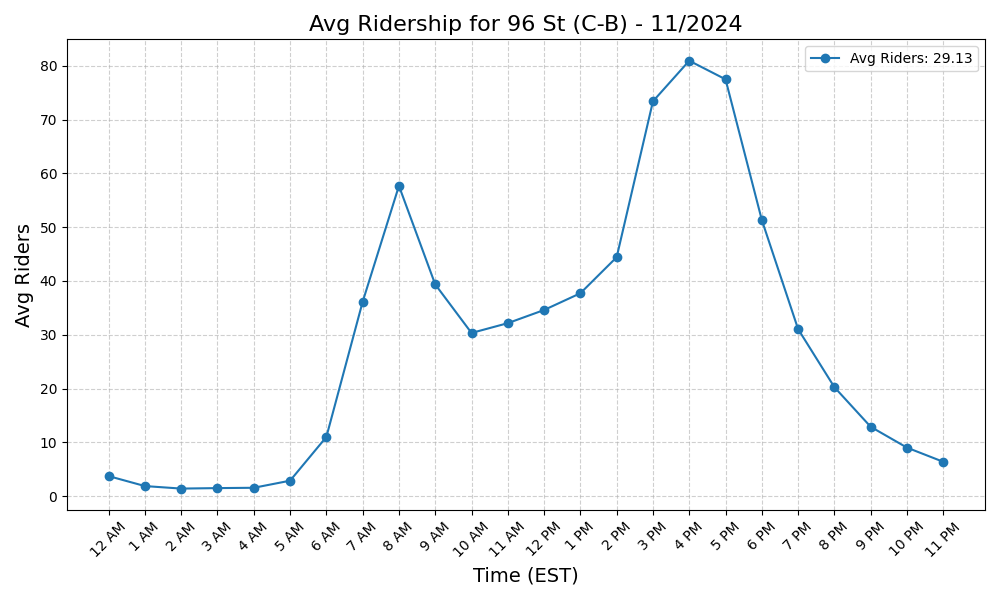 Avg Ridership for 96 St (C-B) - 11/2024
Avg Riders: 29.13
Avg Riders
80
70
60
50
40
30
20
10
0
12 AM
1 AM
2 AM
3 AM
4 AM
5 AM
6 AM
7 AM
8 AM
9 AM
10 AM
11 AM
12 PM
1 PM
2 PM
3 PM
4 PM
5 PM
6 PM
7 PM
8 PM
9 PM
10 PM
11 PM
Time (EST)